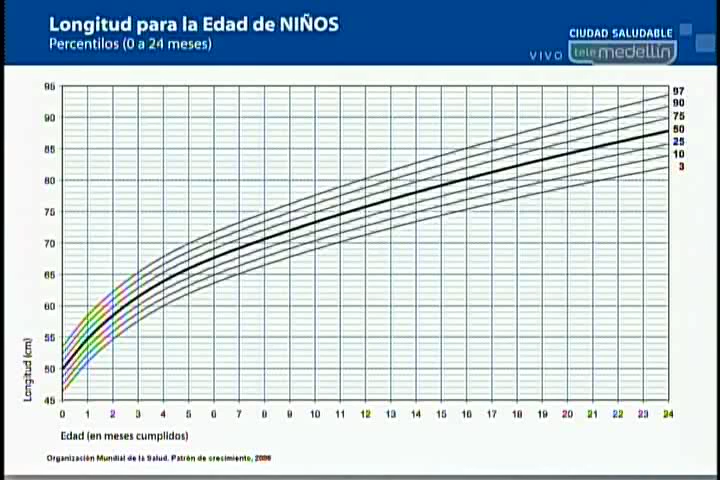 Longitud para la Edad de NIÑOS
Percentilos (0 a 24 meses)
CIUDAD SALUDABLE
VIVO telemedellín
95
90
85
80
75
70
65
60
55
50
45
Longitud (cm)
97
90
75
50
25
10
3
0 1 2 3 4 5 6 7 8 9 10 11 12 13 14 15 16 17 18 19 20 21 22 23 24
Edad (en meses cumplidos)
Organización Mundial de la Salud. Patrón de crecimiento, 2006